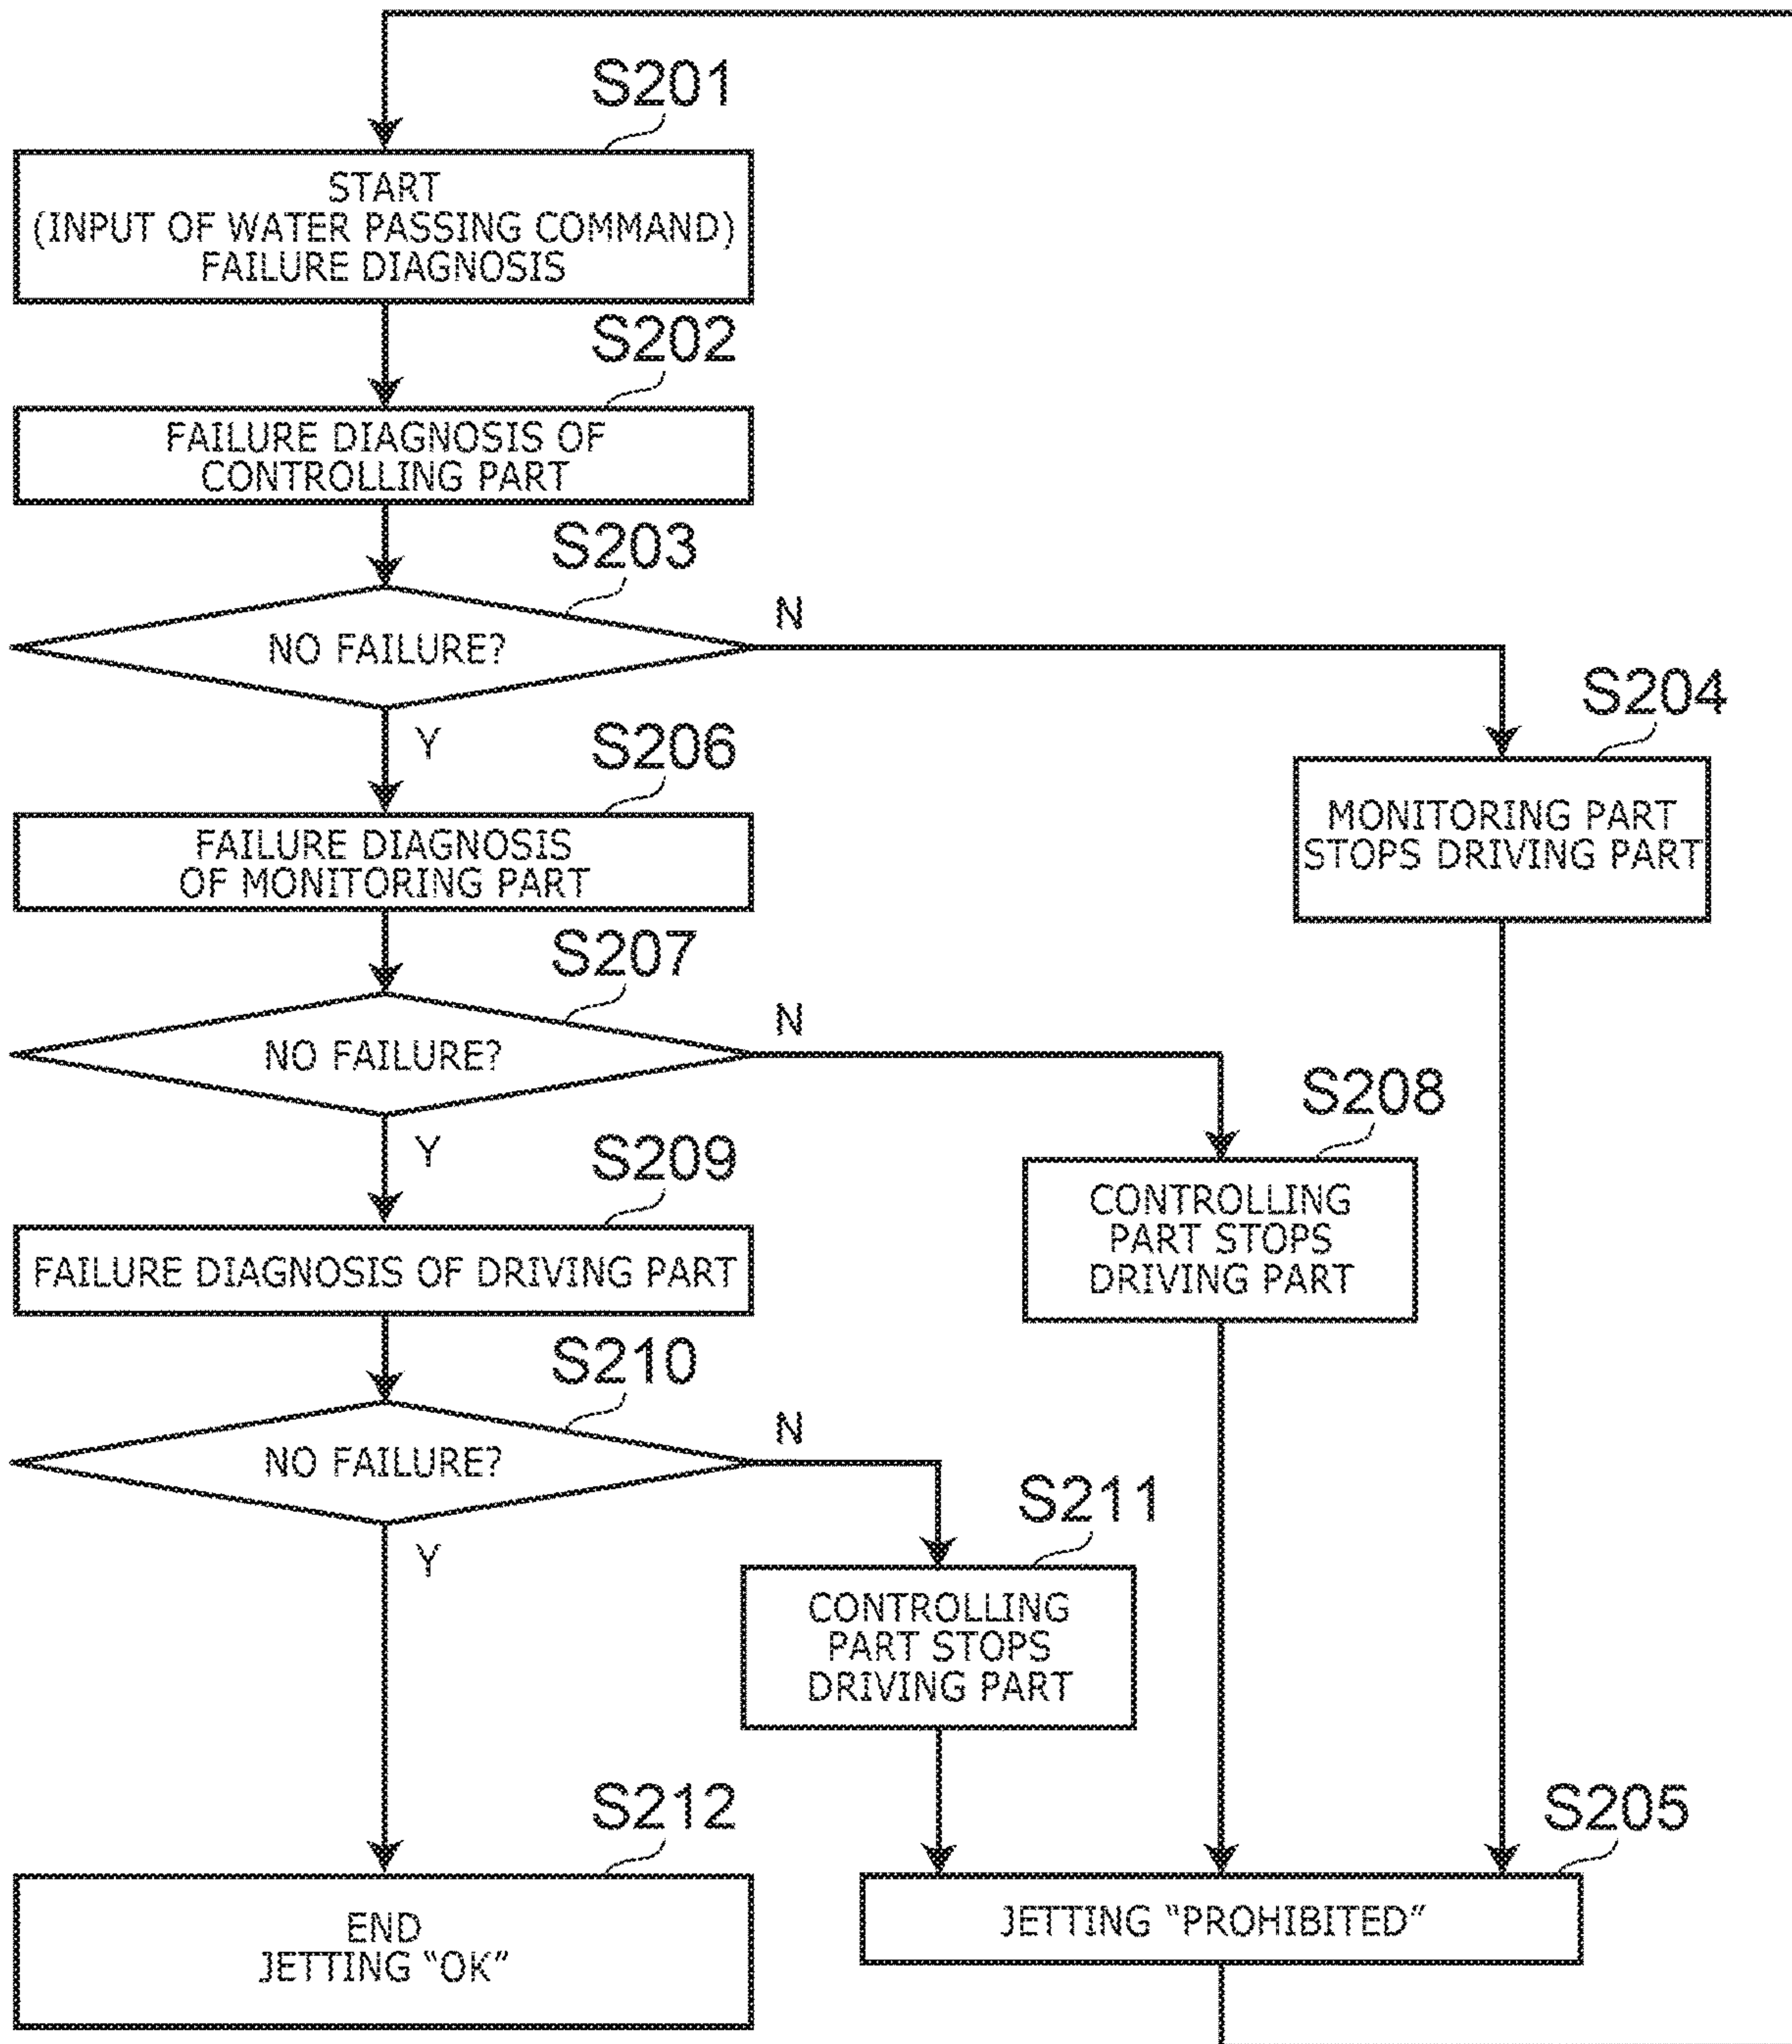 S201
START
(INPUT OF WATER PASSING COMMAND)
FAILURE DIAGNOSIS
S202
FAILURE DIAGNOSIS OF
CONTROLLING PART
S203
NO FAILURE?
N
Y
S204
MONITORING PART
STOPS DRIVING PART
S206
FAILURE DIAGNOSIS
OF MONITORING PART
S207
NO FAILURE?
N
Y
S208
CONTROLLING
PART STOPS
DRIVING PART
S209
FAILURE DIAGNOSIS OF DRIVING PART
S210
NO FAILURE?
N
Y
S211
CONTROLLING
PART STOPS
DRIVING PART
S212
END
JETTING “OK”
S205
JETTING “PROHIBITED”